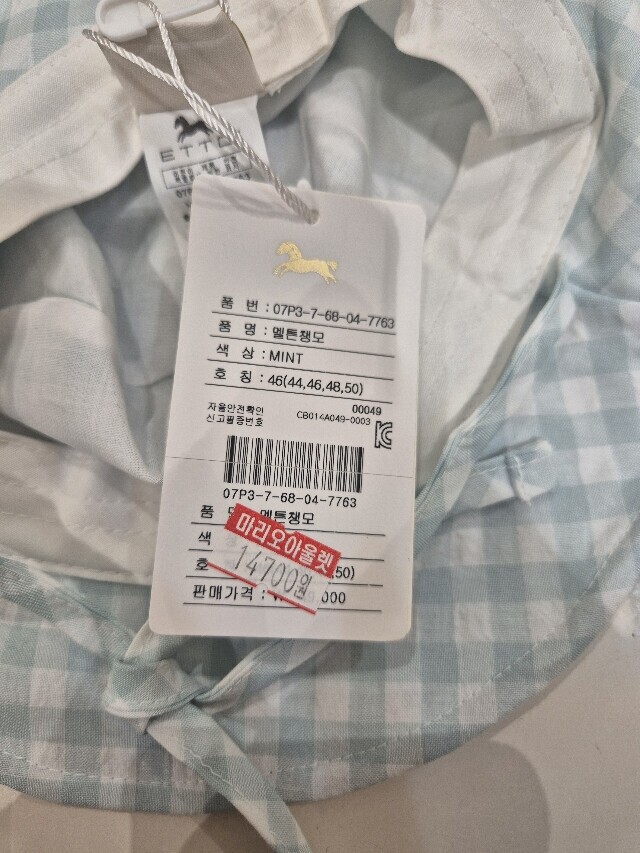 ETTO
품 번 : 07P3-7-68-04-7763
품 명 : 멜튼챙모
색 상 : MINT
호 칭 : 46(44,46,48,50)
00049
자율안전확인
신고필증번호 CB014A049-0003
07P3-7-68-04-7763
품 멜튼챙모
색
마리오아울렛
14700원
호 50)
판매가격 : 000